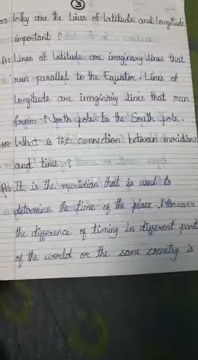 3
Why are the lines of latitude and longitude
important ?
Lines of Latitude are imaginary lines that
run parallel to the Equator. Lines of
longitude are imaginary lines that run
from North pole to the South pole.
What is the connection between meridians
and time ?
It is the meridian that is used to
determine the time of the place. Moreover
the difference of timing in different part
of the world or the same country is